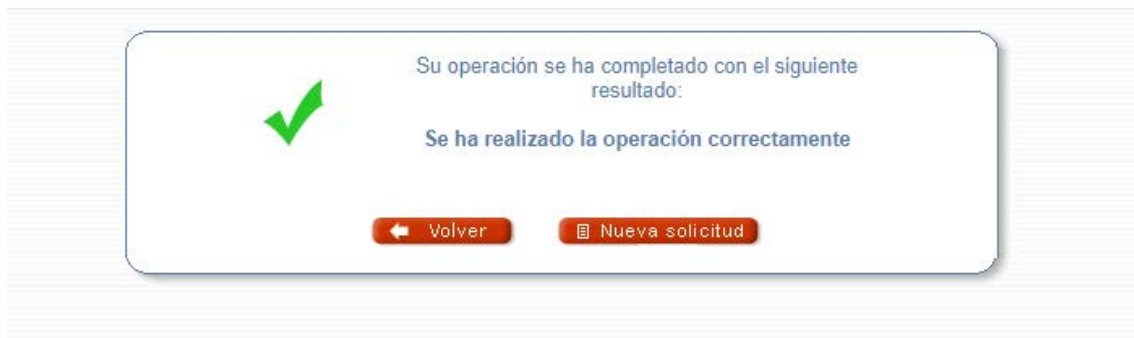 Su operación se ha completado con el siguiente
resultado:
Se ha realizado la operación correctamente
Volver
Nueva solicitud